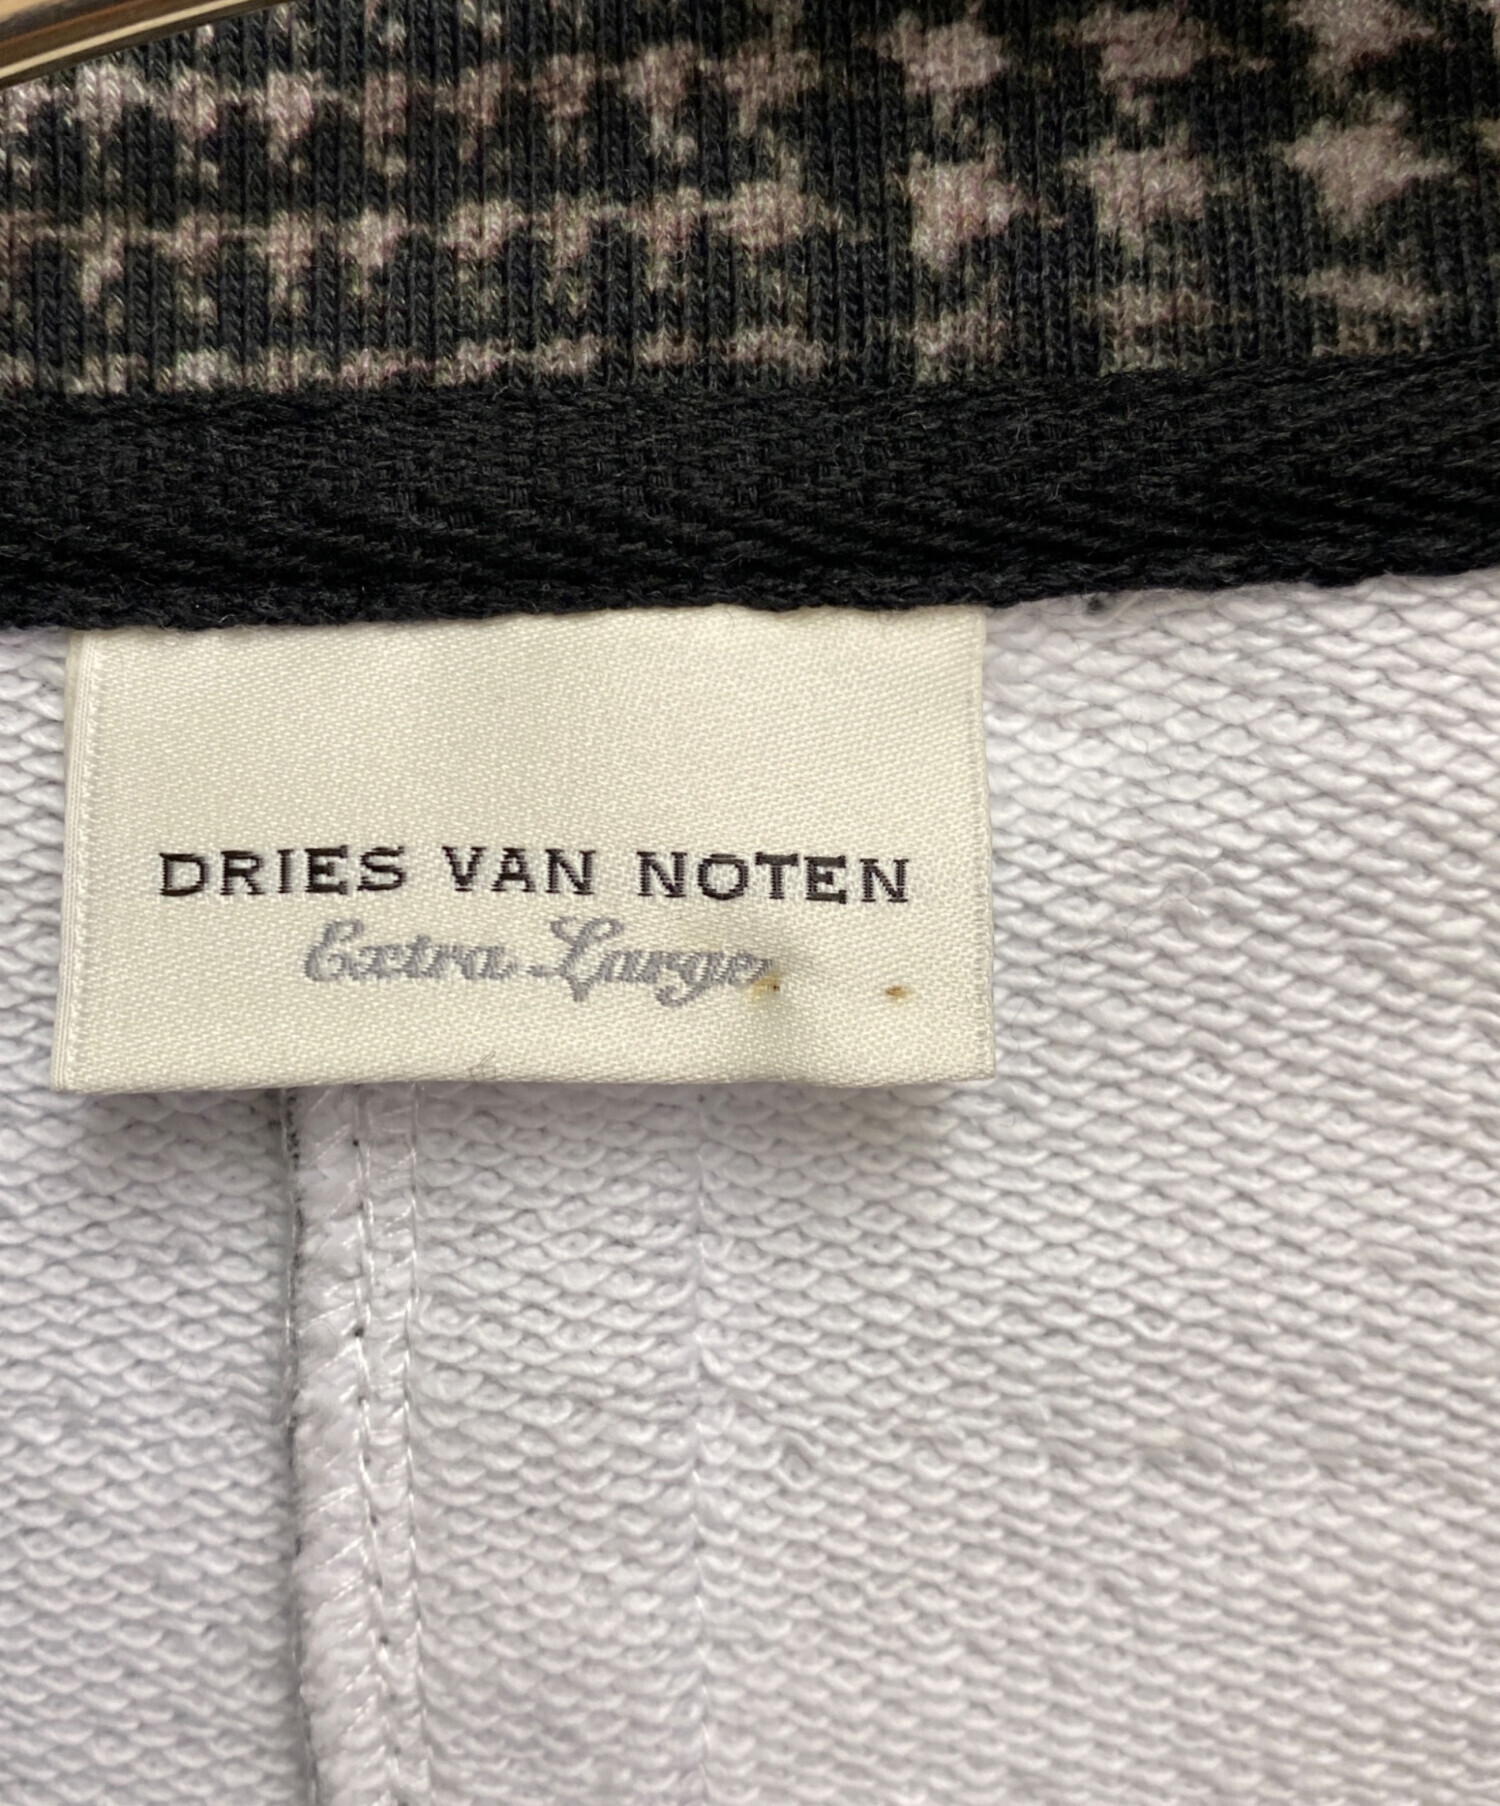 DRIES VAN NOTEN
Extra Large